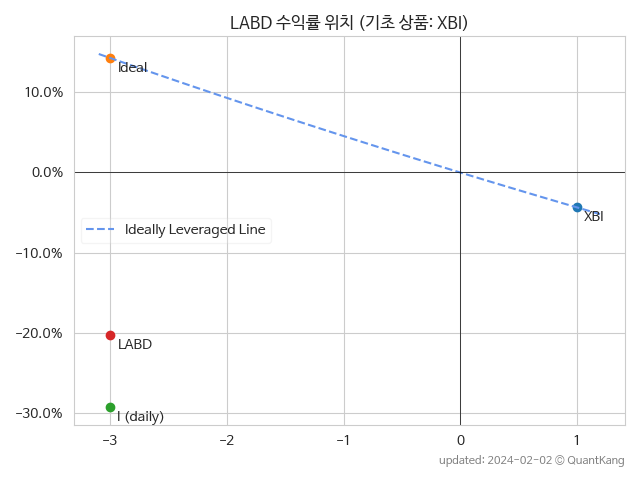 LABD 수익률 위치 (기초 상품: XBI)
10.0%
0.0%
-10.0%
-20.0%
-30.0%
Ideal
XBI
Ideally Leveraged Line
LABD
I (daily)
-3
-2
-1
0
1
updated: 2024-02-02 © QuantKang